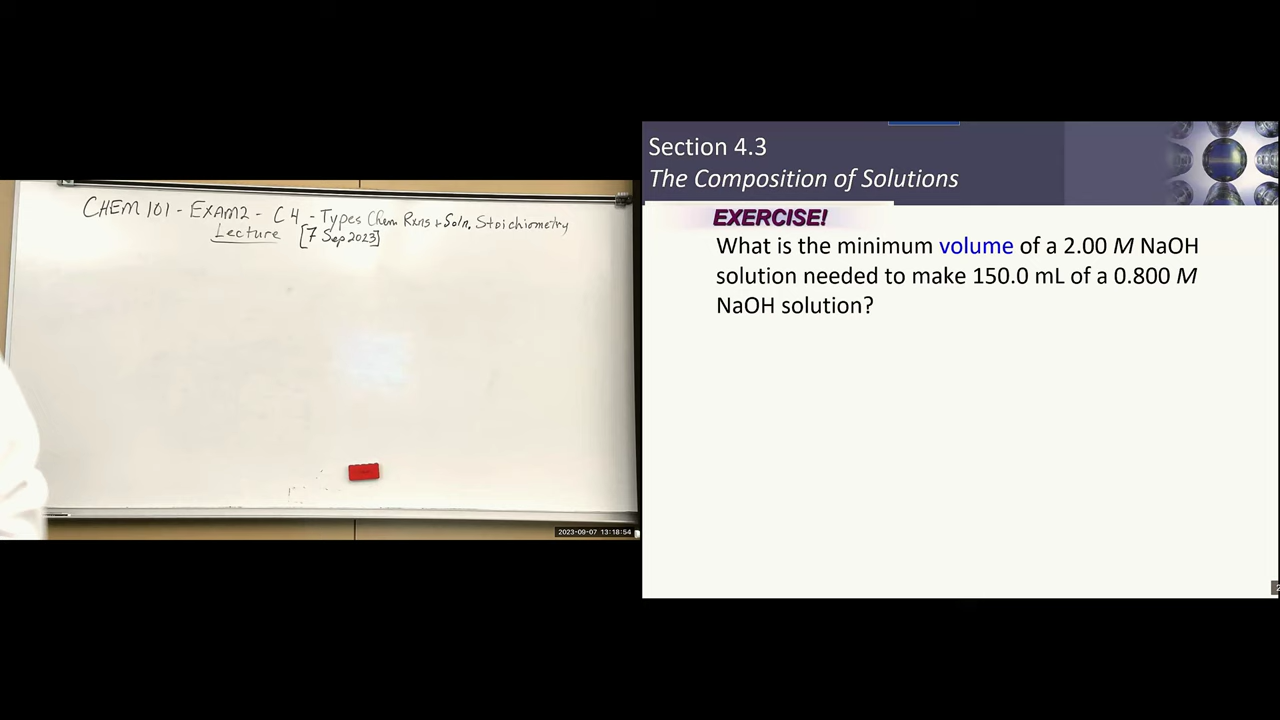 CHEM 101 - EXAM2 - C 4 - Types Chem Rxns + Soln. Stoichiometry
Lecture [7 Sep 2023]
2023-09-07 13:18:54
Section 4.3
The Composition of Solutions
EXERCISE!
What is the minimum volume of a 2.00 M NaOH
solution needed to make 150.0 mL of a 0.800 M
NaOH solution?